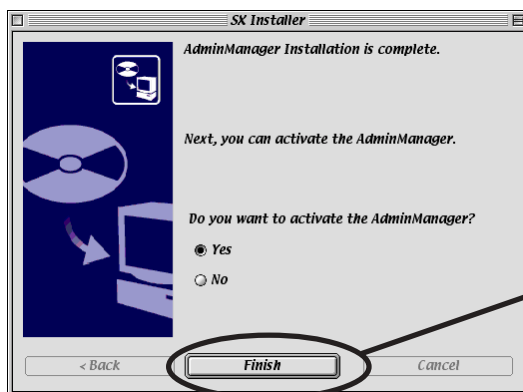 SX Installer
AdminManager Installation is complete.
Next, you can activate the AdminManager.
Do you want to activate the AdminManager?
Yes
No
< Back
Finish
Cancel